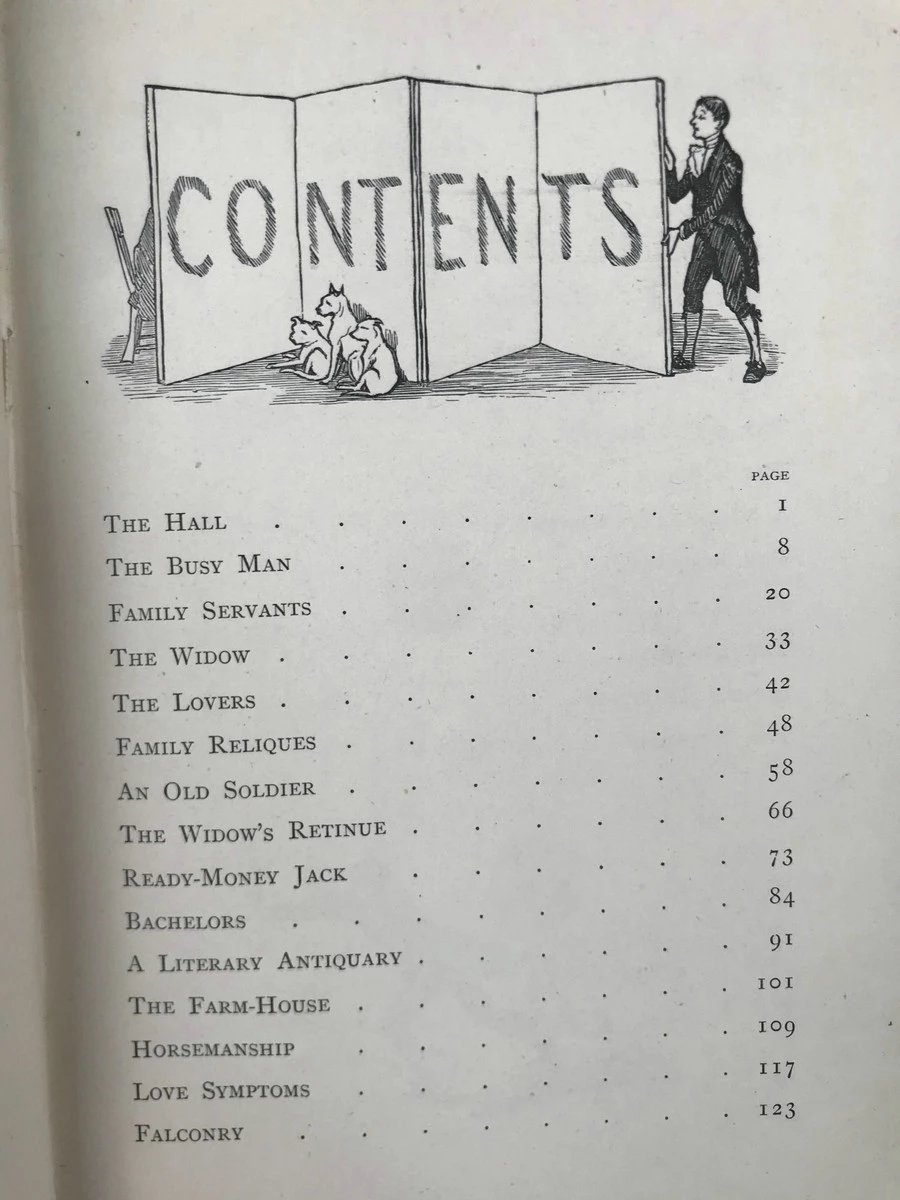 CONTENTS
PAGE
THE HALL . . . . . . . . 1
THE BUSY MAN . . . . . . . 8
FAMILY SERVANTS . . . . . . . 20
THE WIDOW . . . . . . . . 33
THE LOVERS . . . . . . . . 42
FAMILY RELIQUES . . . . . . . 48
AN OLD SOLDIER . . . . . . . 58
THE WIDOW'S RETINUE . . . . . . 66
READY-MONEY JACK . . . . . . 73
BACHELORS . . . . . . . . 84
A LITERARY ANTIQUARY . . . . . . 91
THE FARM-HOUSE . . . . . . . 101
HORSEMANSHIP . . . . . . . 109
LOVE SYMPTOMS . . . . . . . 117
FALCONRY . . . . . . . . 123